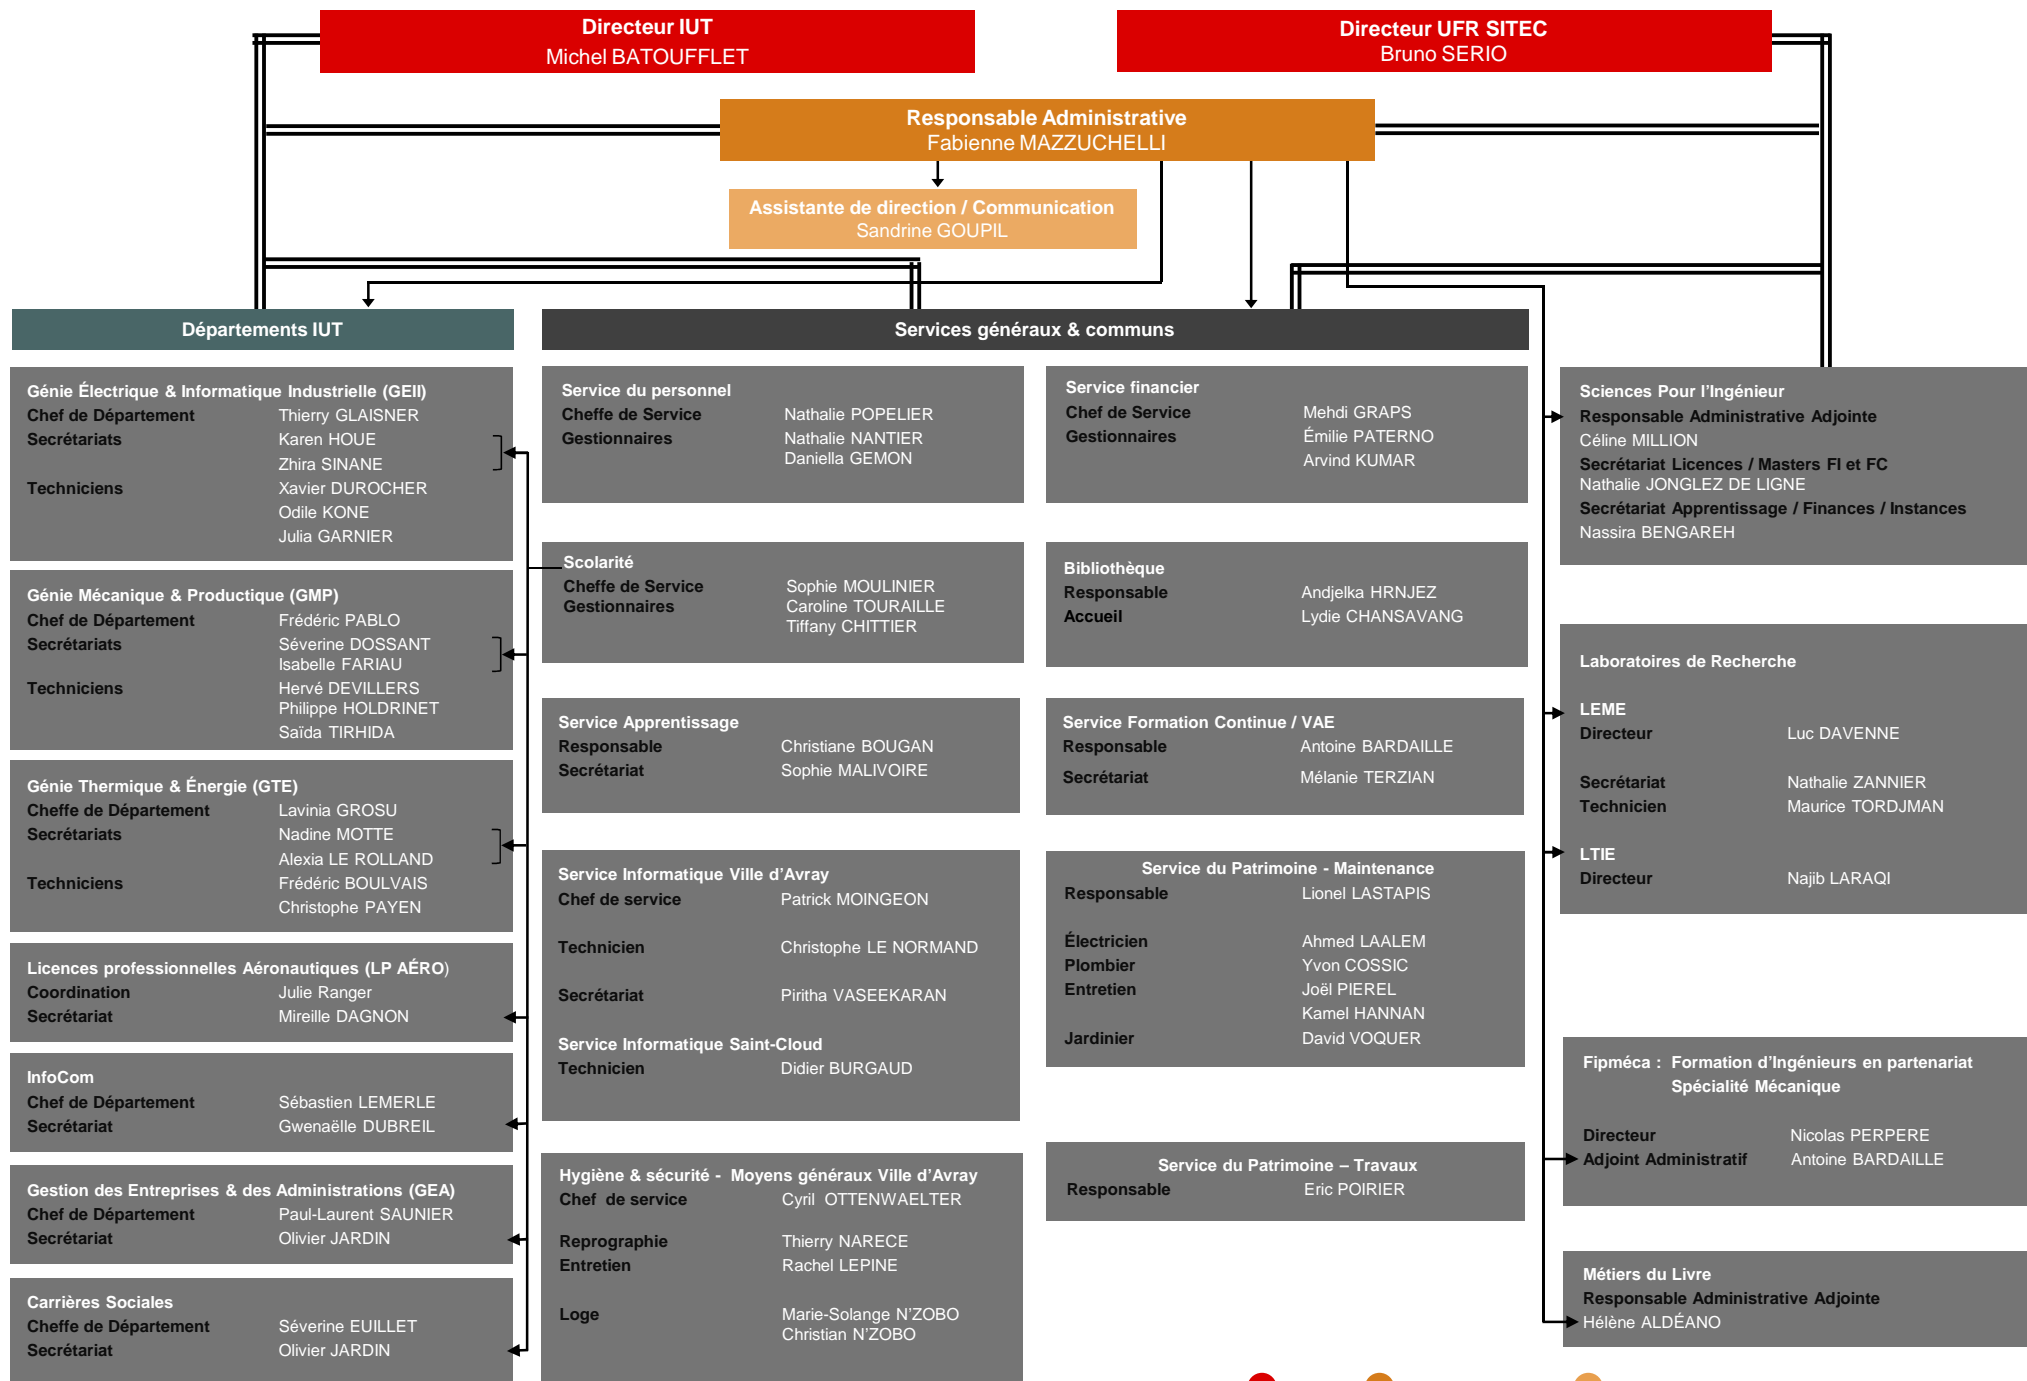 Directeur IUT
Michel BATOUFFLET
Directeur UFR SITEC
Bruno SERIO
Responsable Administrative
Fabienne MAZZUCHELLI
Assistante de direction / Communication
Sandrine GOUPIL
Départements IUT
Génie Électrique & Informatique Industrielle (GEII)
Chef de Département Thierry GLAISNER
Secrétariats Karen HOUE
Zhira SINANE
Techniciens Xavier DUROCHER
Odile KONE
Julia GARNIER
Génie Mécanique & Productique (GMP)
Chef de Département Frédéric PABLO
Secrétariats Séverine DOSSANT
Isabelle FARIAU
Techniciens Hervé DEVILLERS
Philippe HOLDRINET
Saïda TIRHIDA
Génie Thermique & Énergie (GTE)
Cheffe de Département Lavinia GROSU
Secrétariats Nadine MOTTE
Alexia LE ROLLAND
Techniciens Frédéric BOULVAIS
Christophe PAYEN
Licences professionnelles Aéronautiques (LP AÉRO)
Coordination Julie Ranger
Secrétariat Mireille DAGNON
InfoCom
Chef de Département Sébastien LEMERLE
Secrétariat Gwenaëlle DUBREIL
Gestion des Entreprises & des Administrations (GEA)
Chef de Département Paul-Laurent SAUNIER
Secrétariat Olivier JARDIN
Carrières Sociales
Cheffe de Département Séverine EUILLET
Secrétariat Olivier JARDIN
Services généraux & communs
Service du personnel
Cheffe de Service Nathalie POPELIER
Gestionnaires Nathalie NANTIER
Daniella GEMON
Scolarité
Cheffe de Service Sophie MOULINIER
Gestionnaires Caroline TOURAILLE
Tiffany CHITTIER
Service Apprentissage
Responsable Christiane BOUGAN
Secrétariat Sophie MALIVOIRE
Service Informatique Ville d'Avray
Chef de service Patrick MOINGEON
Technicien Christophe LE NORMAND
Secrétariat Piritha VASEEKARAN
Service Informatique Saint-Cloud
Technicien Didier BURGAUD
Hygiène & sécurité - Moyens généraux Ville d'Avray
Chef de service Cyril OTTENWAELTER
Reprographie Thierry NARECE
Entretien Rachel LEPINE
Loge Marie-Solange N'ZOBO
Christian N'ZOBO
Service financier
Chef de Service Mehdi GRAPS
Gestionnaires Émilie PATERNO
Arvind KUMAR
Bibliothèque
Responsable Andjelka HRNJEZ
Accueil Lydie CHANSAVANG
Service Formation Continue / VAE
Responsable Antoine BARDAILLE
Secrétariat Mélanie TERZIAN
Service du Patrimoine - Maintenance
Responsable Lionel LASTAPIS
Électricien Ahmed LAALEM
Plombier Yvon COSSIC
Entretien Joël PIEREL
Kamel HANNAN
Jardinier David VOQUER
Service du Patrimoine – Travaux
Responsable Eric POIRIER
Sciences Pour l'Ingénieur
Responsable Administrative Adjointe
Céline MILLION
Secrétariat Licences / Masters FI et FC
Nathalie JONGLEZ DE LIGNE
Secrétariat Apprentissage / Finances / Instances
Nassira BENGAREH
Laboratoires de Recherche
LEME
Directeur Luc DAVENNE
Secrétariat Nathalie ZANNIER
Technicien Maurice TORDJMAN
LTIE
Directeur Najib LARAQI
Fipméca : Formation d'Ingénieurs en partenariat
Spécialité Mécanique
Directeur Nicolas PERPERE
Adjoint Administratif Antoine BARDAILLE
Métiers du Livre
Responsable Administrative Adjointe
Hélène ALDÉANO